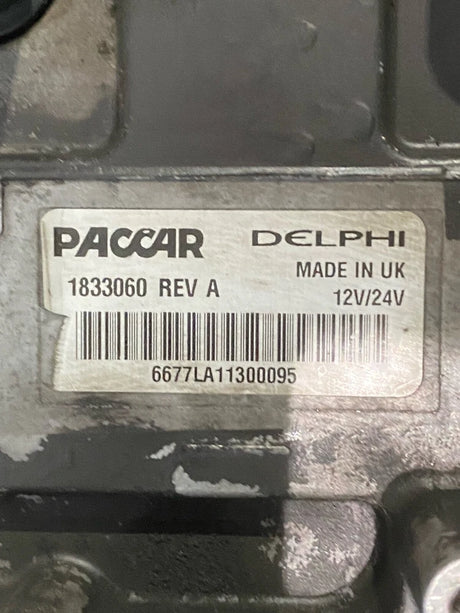 PACCAR DELPHI
1833060 REV A MADE IN UK
12V/24V
6677LA11300095